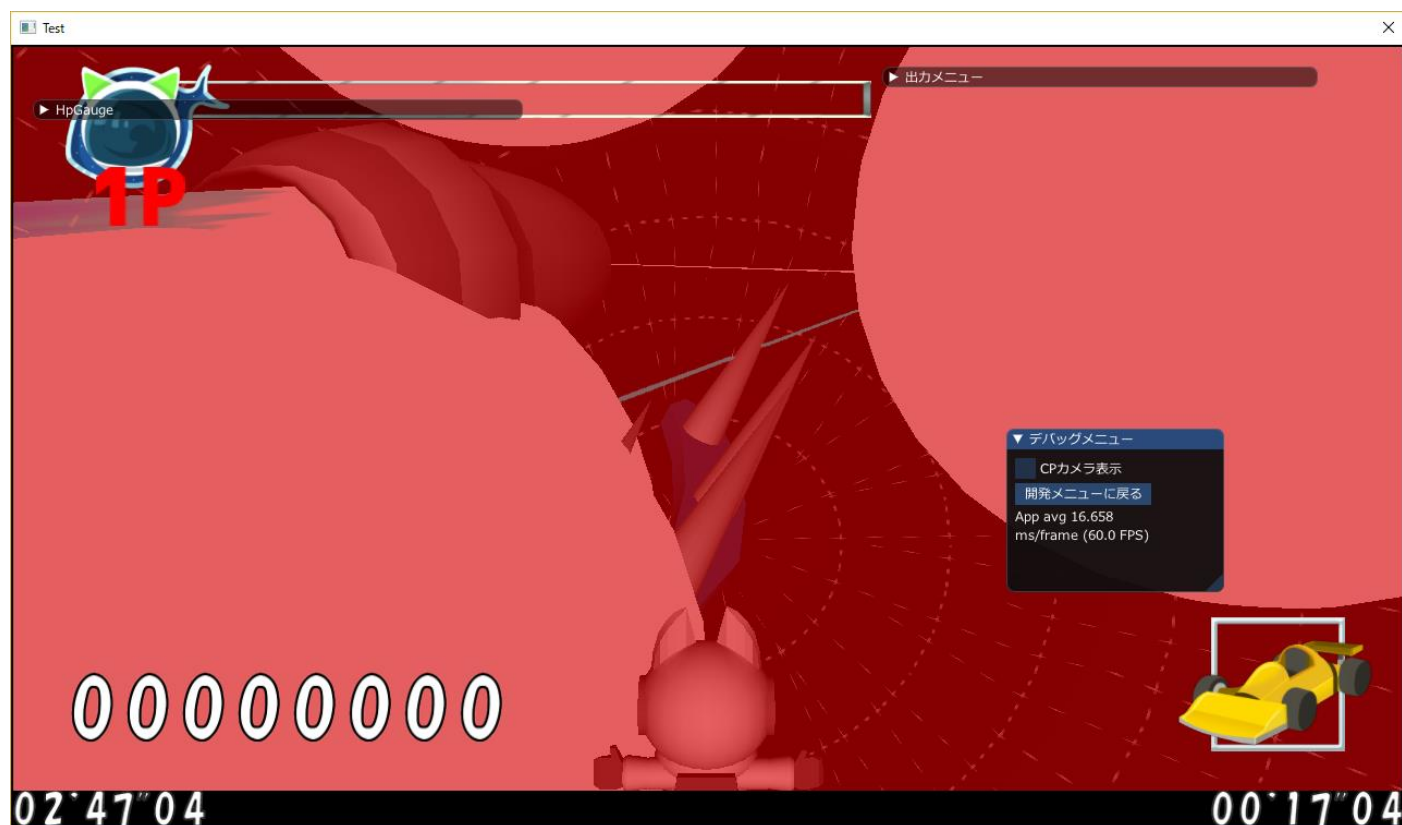 Test
出力メニュー
HpGauge
1P
デバッグメニュー
CPカメラ表示
開発メニューに戻る
App avg 16.658
ms/frame (60.0 FPS)
00000000
02'47"04
00'17"04